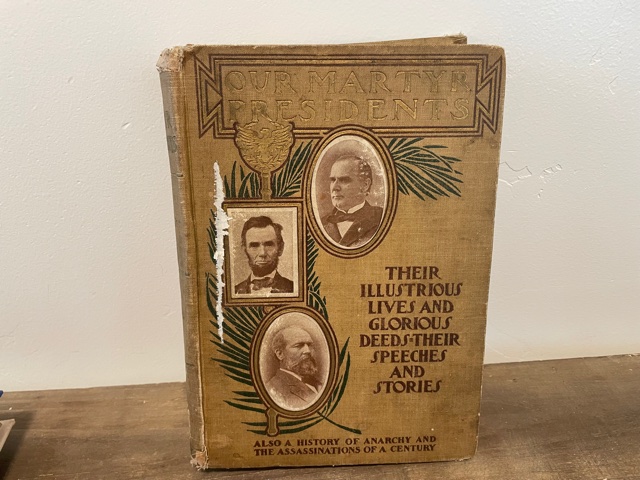 OUR MARTYR
PRESIDENTS
THEIR
ILLUSTRIOUS
LIVES AND
GLORIOUS
DEEDS-THEIR
SPEECHES
AND
STORIES
ALSO A HISTORY OF ANARCHY AND
THE ASSASSINATIONS OF A CENTURY